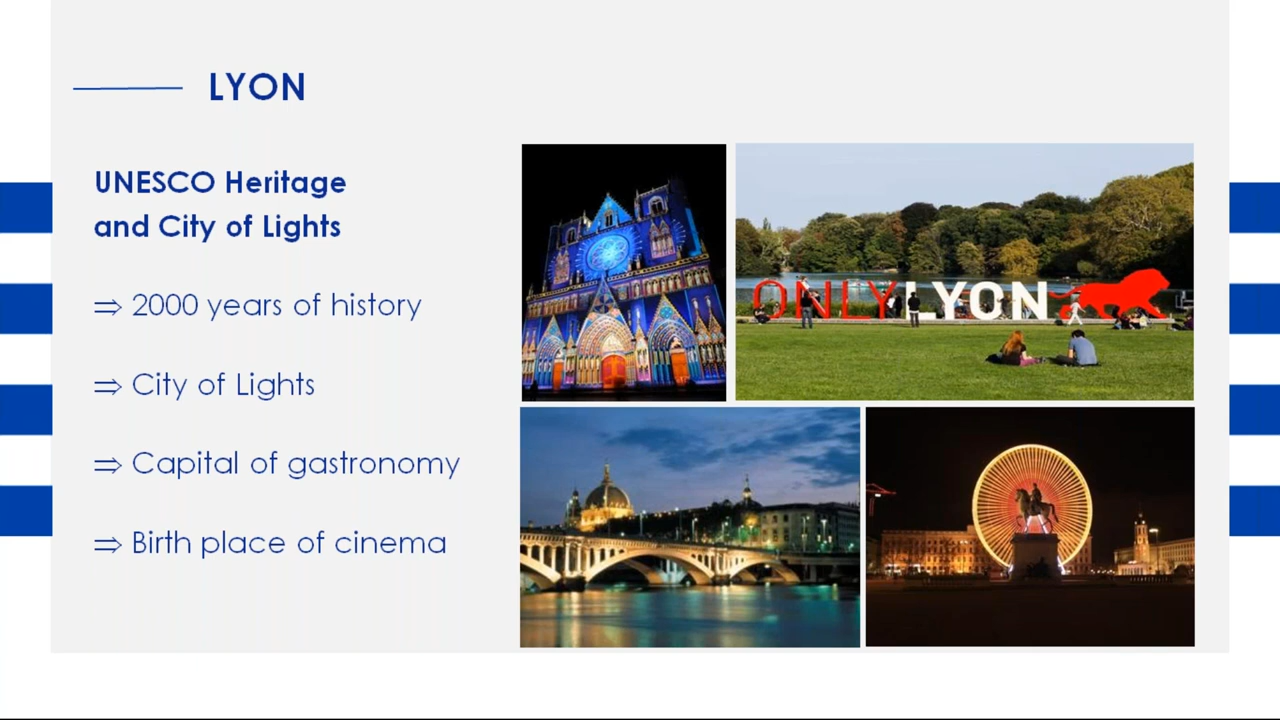 LYON
UNESCO Heritage
and City of Lights
⇒ 2000 years of history
⇒ City of Lights
⇒ Capital of gastronomy
⇒ Birth place of cinema
ONLYLYON